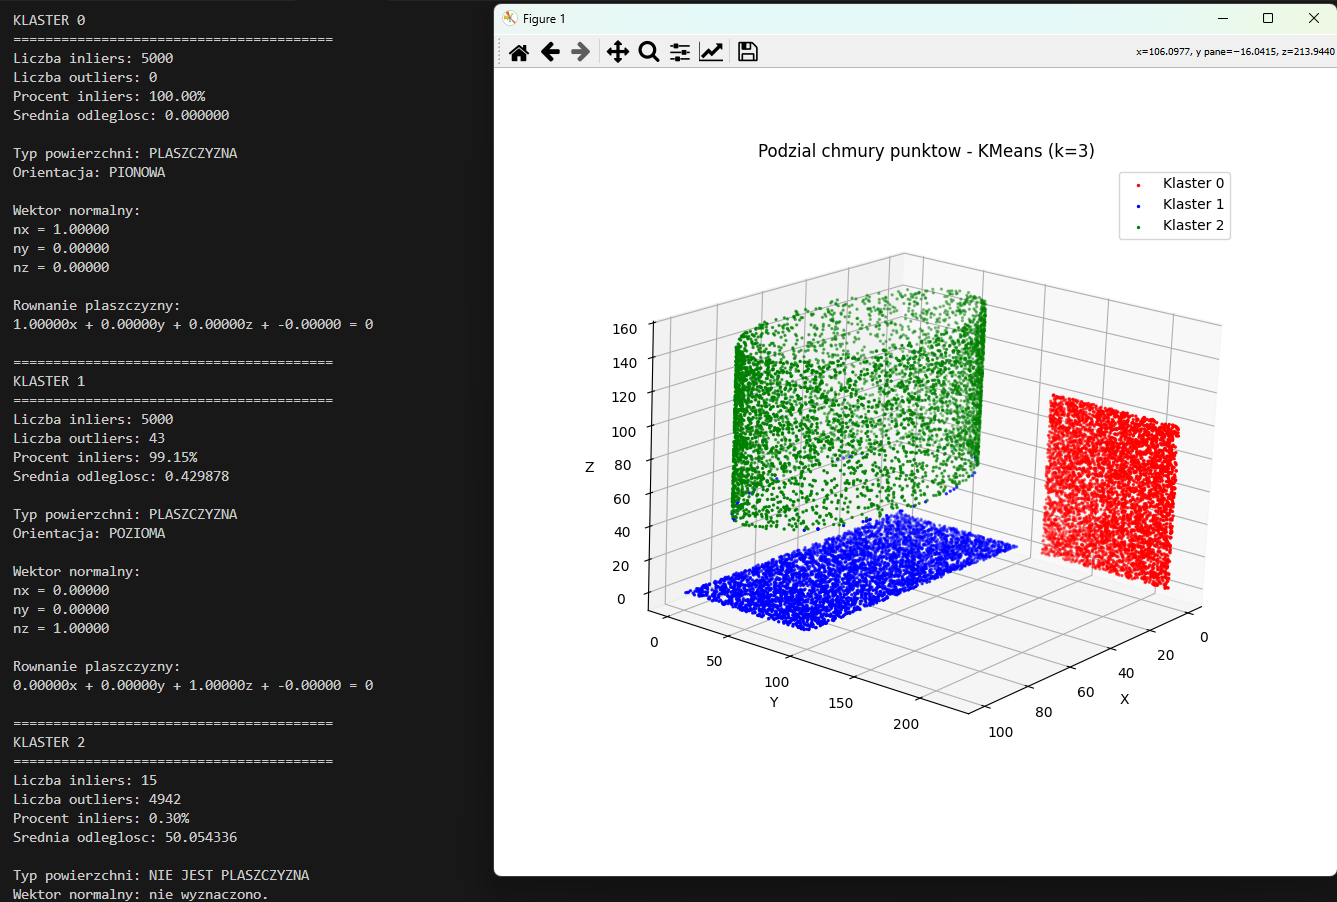 KLASTER 0
========================================
Liczba inliers: 5000
Liczba outliers: 0
Procent inliers: 100.00%
Srednia odleglosc: 0.000000
Typ powierzchni: PLASZCZYZNA
Orientacja: PIONOWA
Wektor normalny:
nx = 1.00000
ny = 0.00000
nz = 0.00000
Rownanie plaszczyzny:
1.00000x + 0.00000y + 0.00000z + -0.00000 = 0
========================================
KLASTER 1
========================================
Liczba inliers: 5000
Liczba outliers: 43
Procent inliers: 99.15%
Srednia odleglosc: 0.429878
Typ powierzchni: PLASZCZYZNA
Orientacja: POZIOMA
Wektor normalny:
nx = 0.00000
ny = 0.00000
nz = 1.00000
Rownanie plaszczyzny:
0.00000x + 0.00000y + 1.00000z + -0.00000 = 0
========================================
KLASTER 2
========================================
Liczba inliers: 15
Liczba outliers: 4942
Procent inliers: 0.30%
Srednia odleglosc: 50.054336
Typ powierzchni: NIE JEST PLASZCZYZNA
Wektor normalny: nie wyznaczono.
Figure 1
x=106.0977, y pane=−16.0415, z=213.9440
Podzial chmury punktow - KMeans (k=3)
Klaster 0
Klaster 1
Klaster 2
160
140
120
100
80
60
40
20
0
Z
0
50
100
150
200
Y
0
20
40
60
80
100
X